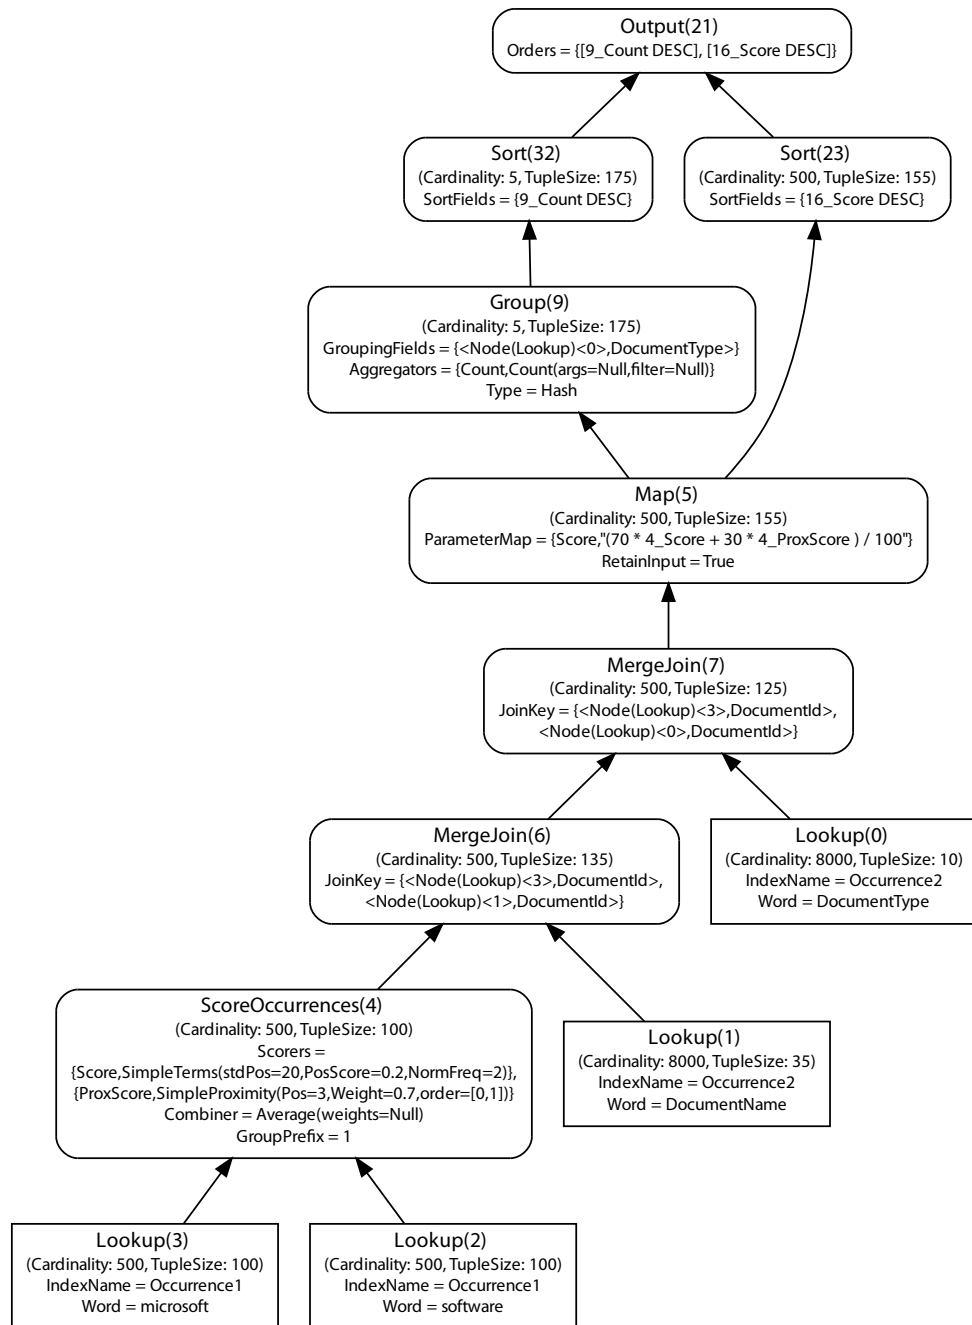 Output(21)
Orders = {[9_Count DESC], [16_Score DESC]}
Sort(32)
(Cardinality: 5, TupleSize: 175)
SortFields = {9_Count DESC}
Sort(23)
(Cardinality: 500, TupleSize: 155)
SortFields = {16_Score DESC}
Group(9)
(Cardinality: 5, TupleSize: 175)
GroupingFields = {<Node(Lookup)<0>,DocumentType>}
Aggregators = {Count,Count(args=Null,filter=Null)}
Type = Hash
Map(5)
(Cardinality: 500, TupleSize: 155)
ParameterMap = {Score,"(70 * 4_Score + 30 * 4_ProxScore ) / 100"}
RetainInput = True
MergeJoin(7)
(Cardinality: 500, TupleSize: 125)
JoinKey = {<Node(Lookup)<3>,DocumentId>,
<Node(Lookup)<0>,DocumentId>}
MergeJoin(6)
(Cardinality: 500, TupleSize: 135)
JoinKey = {<Node(Lookup)<3>,DocumentId>,
<Node(Lookup)<1>,DocumentId>}
Lookup(0)
(Cardinality: 8000, TupleSize: 10)
IndexName = Occurrence2
Word = DocumentType
ScoreOccurrences(4)
(Cardinality: 500, TupleSize: 100)
Scorers =
{Score,SimpleTerms(stdPos=20,PosScore=0.2,NormFreq=2)},
{ProxScore,SimpleProximity(Pos=3,Weight=0.7,order=[0,1])}
Combiner = Average(weights=Null)
GroupPrefix = 1
Lookup(1)
(Cardinality: 8000, TupleSize: 35)
IndexName = Occurrence2
Word = DocumentName
Lookup(3)
(Cardinality: 500, TupleSize: 100)
IndexName = Occurrence1
Word = microsoft
Lookup(2)
(Cardinality: 500, TupleSize: 100)
IndexName = Occurrence1
Word = software